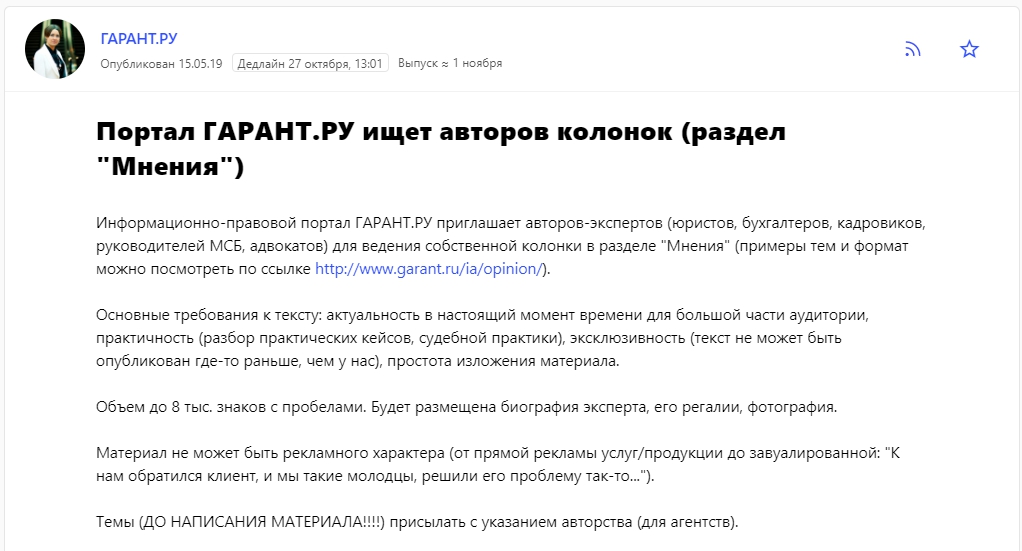 ГАРАНТ.РУ
Опубликован 15.05.19 Дедлайн 27 октября, 13:01 Выпуск ≈ 1 ноября
Портал ГАРАНТ.РУ ищет авторов колонок (раздел
"Мнения")
Информационно-правовой портал ГАРАНТ.РУ приглашает авторов-экспертов (юристов, бухгалтеров, кадровиков,
руководителей МСБ, адвокатов) для ведения собственной колонки в разделе "Мнения" (примеры тем и формат
можно посмотреть по ссылке http://www.garant.ru/ia/opinion/).
Основные требования к тексту: актуальность в настоящий момент времени для большой части аудитории,
практичность (разбор практических кейсов, судебной практики), эксклюзивность (текст не может быть
опубликован где-то раньше, чем у нас), простота изложения материала.
Объем до 8 тыс. знаков с пробелами. Будет размещена биография эксперта, его регалии, фотография.
Материал не может быть рекламного характера (от прямой рекламы услуг/продукции до завуалированной: "К
нам обратился клиент, и мы такие молодцы, решили его проблему так-то...").
Темы (ДО НАПИСАНИЯ МАТЕРИАЛА!!!!) присылать с указанием авторства (для агентств).